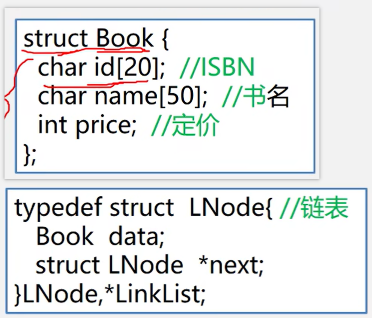 struct Book {
char id[20]; //ISBN
char name[50]; //书名
int price; //定价
};
typedef struct LNode{ //链表
Book data;
struct LNode *next;
}LNode,*LinkList;